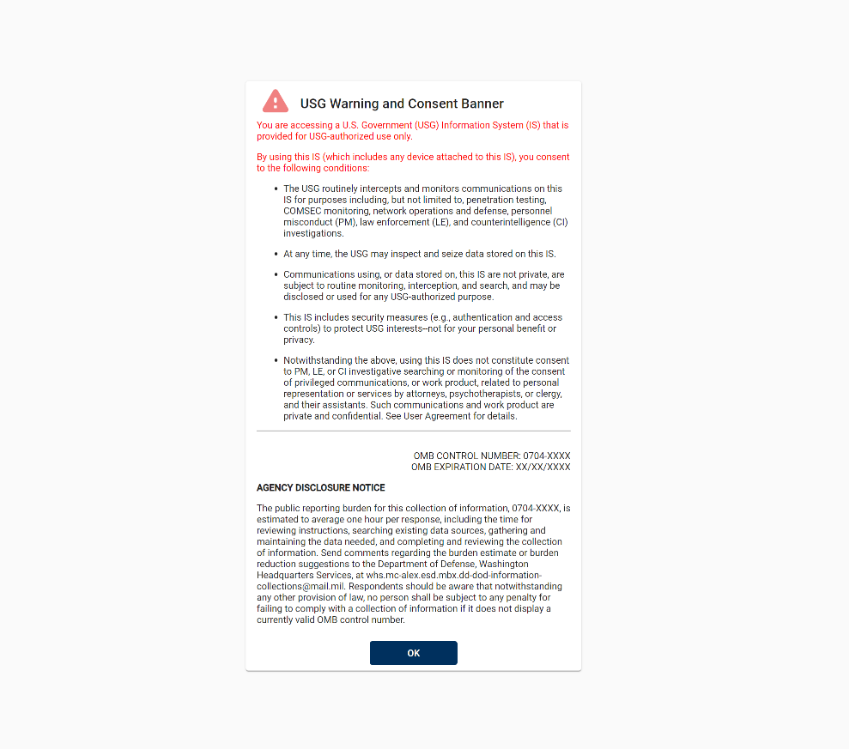 USG Warning and Consent Banner
You are accessing a U.S. Government (USG) Information System (IS) that is
provided for USG-authorized use only.
By using this IS (which includes any device attached to this IS), you consent
to the following conditions:
• The USG routinely intercepts and monitors communications on this
IS for purposes including, but not limited to, penetration testing,
COMSEC monitoring, network operations and defense, personnel
misconduct (PM), law enforcement (LE), and counterintelligence (CI)
investigations.
• At any time, the USG may inspect and seize data stored on this IS.
• Communications using, or data stored on, this IS are not private, are
subject to routine monitoring, interception, and search, and may be
disclosed or used for any USG-authorized purpose.
• This IS includes security measures (e.g., authentication and access
controls) to protect USG interests—not for your personal benefit or
privacy.
• Notwithstanding the above, using this IS does not constitute consent
to PM, LE, or CI investigative searching or monitoring of the consent
of privileged communications, or work product, related to personal
representation or services by attorneys, psychotherapists, or clergy,
and their assistants. Such communications and work product are
private and confidential. See User Agreement for details.
OMB CONTROL NUMBER: 0704-XXXX
OMB EXPIRATION DATE: XX/XX/XXXX
AGENCY DISCLOSURE NOTICE
The public reporting burden for this collection of information, 0704-XXXX, is
estimated to average one hour per response, including the time for
reviewing instructions, searching existing data sources, gathering and
maintaining the data needed, and completing and reviewing the collection
of information. Send comments regarding the burden estimate or burden
reduction suggestions to the Department of Defense, Washington
Headquarters Services, at whs.mc-alex.esd.mbx.dd-dod-information-
collections@mail.mil. Respondents should be aware that notwithstanding
any other provision of law, no person shall be subject to any penalty for
failing to comply with a collection of information if it does not display a
currently valid OMB control number.
OK